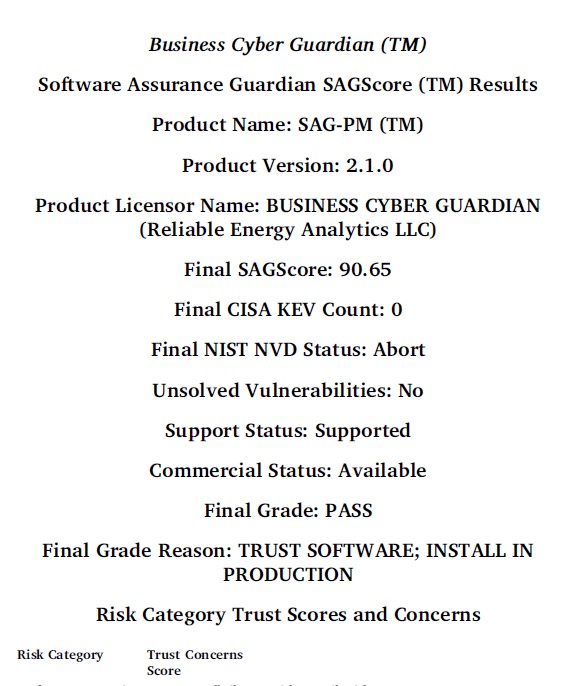 Business Cyber Guardian (TM)
Software Assurance Guardian SAGScore (TM) Results
Product Name: SAG-PM (TM)
Product Version: 2.1.0
Product Licensor Name: BUSINESS CYBER GUARDIAN
(Reliable Energy Analytics LLC)
Final SAGScore: 90.65
Final CISA KEV Count: 0
Final NIST NVD Status: Abort
Unsolved Vulnerabilities: No
Support Status: Supported
Commercial Status: Available
Final Grade: PASS
Final Grade Reason: TRUST SOFTWARE; INSTALL IN
PRODUCTION
Risk Category Trust Scores and Concerns
Risk Category Trust Concerns
Score